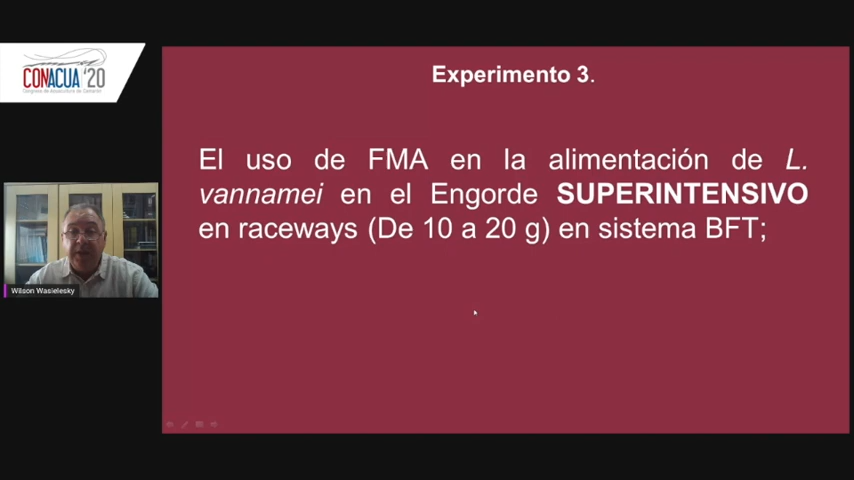 CONACUA '20
Experimento 3.
El uso de FMA en la alimentación de L.
vannamei en el Engorde SUPERINTENSIVO
en raceways (De 10 a 20 g) en sistema BFT;
Wilson Wasielesky